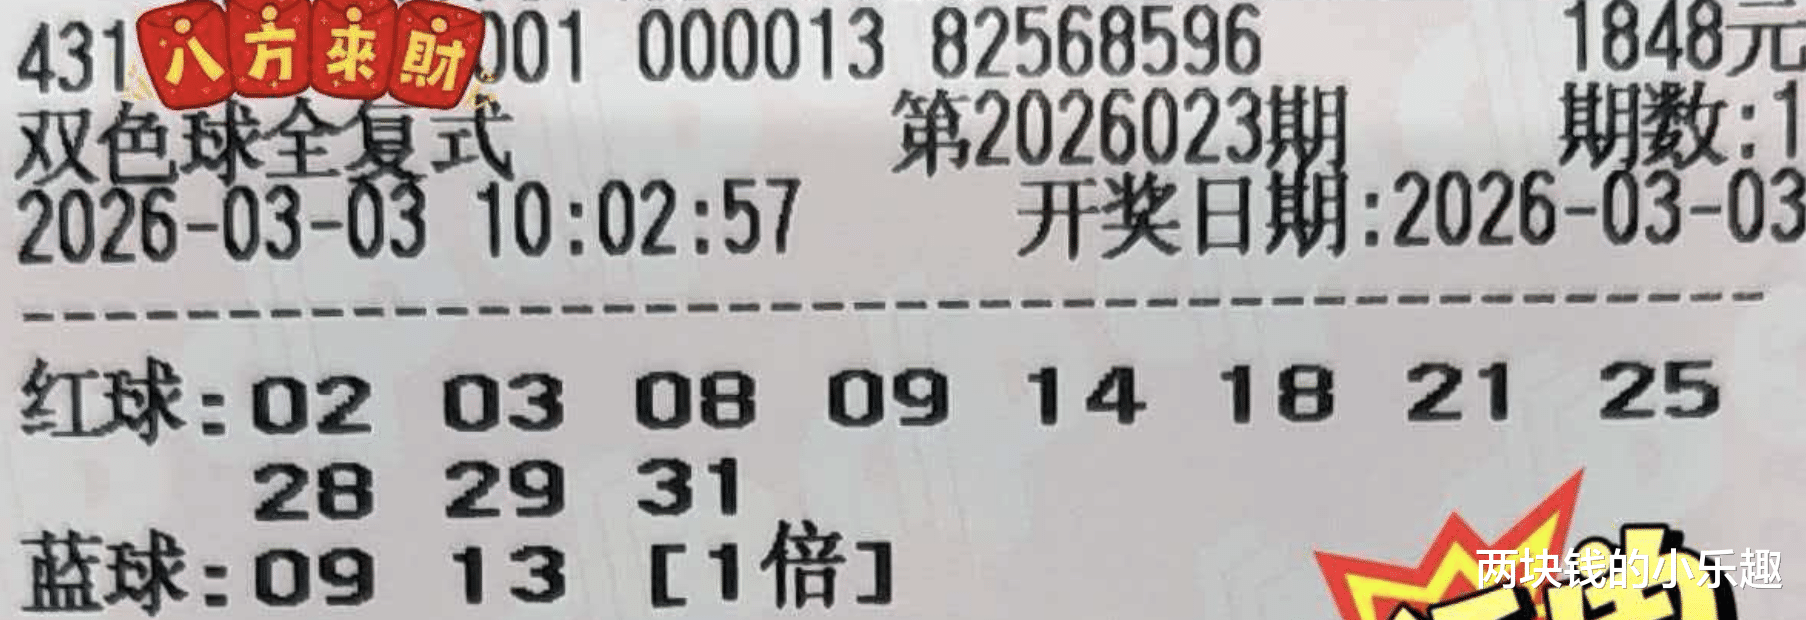 431 八方來財 001 000013 82568596 1848元
双色球全复式 第2026023期 期数:1
2026-03-03 10:02:57 开奖日期:2026-03-03
红球:02 03 08 09 14 18 21 25
28 29 31
蓝球:09 13 [1倍]
两块钱的小乐趣